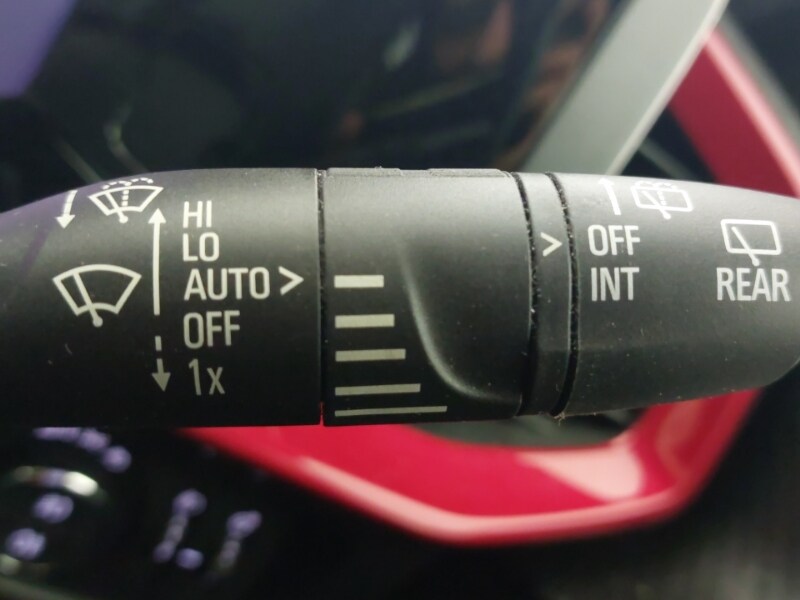 HI
LO
AUTO >
OFF
1x
>
OFF
INT
REAR